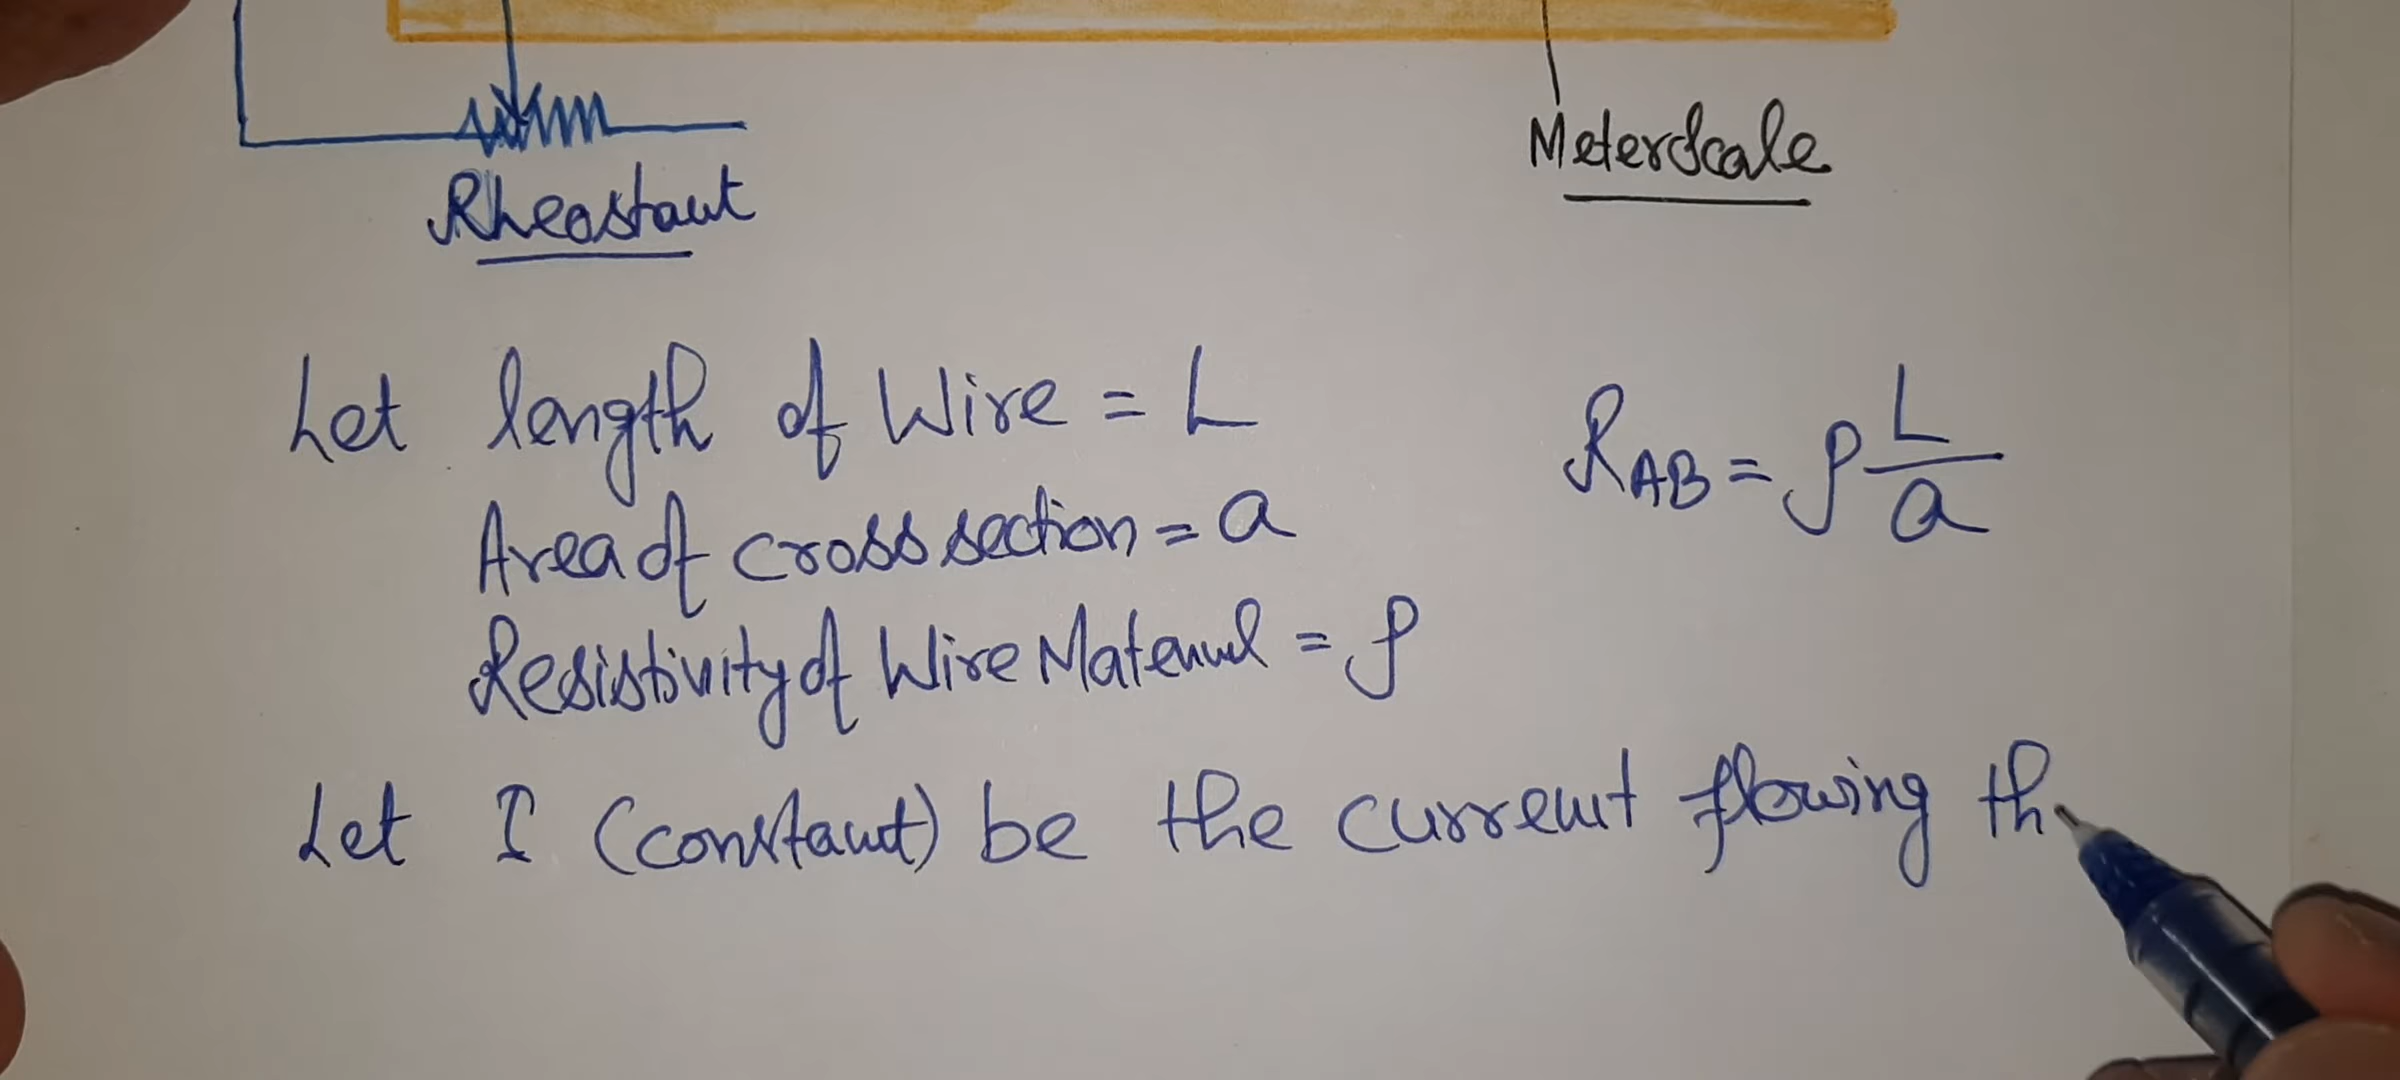 Rheostaut
MeterScale
Let length of Wire = L
R_AB = ρ L/a
Area of cross section = a
Resistivity of Wire Material = ρ
Let I (constant) be the current flowing th